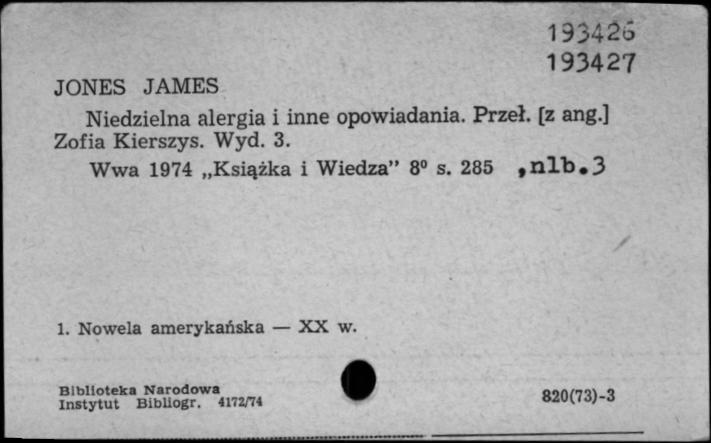 193426
193427
JONES JAMES
Niedzielna alergia i inne opowiadania. Przeł. [z ang.]
Zofia Kierszys. Wyd. 3.
Wwa 1974 „Książka i Wiedza” 8⁰ s. 285 ,nlb.3
1. Nowela amerykańska — XX w.
Biblioteka Narodowa
Instytut Bibliogr. 4172/74
820(73)-3